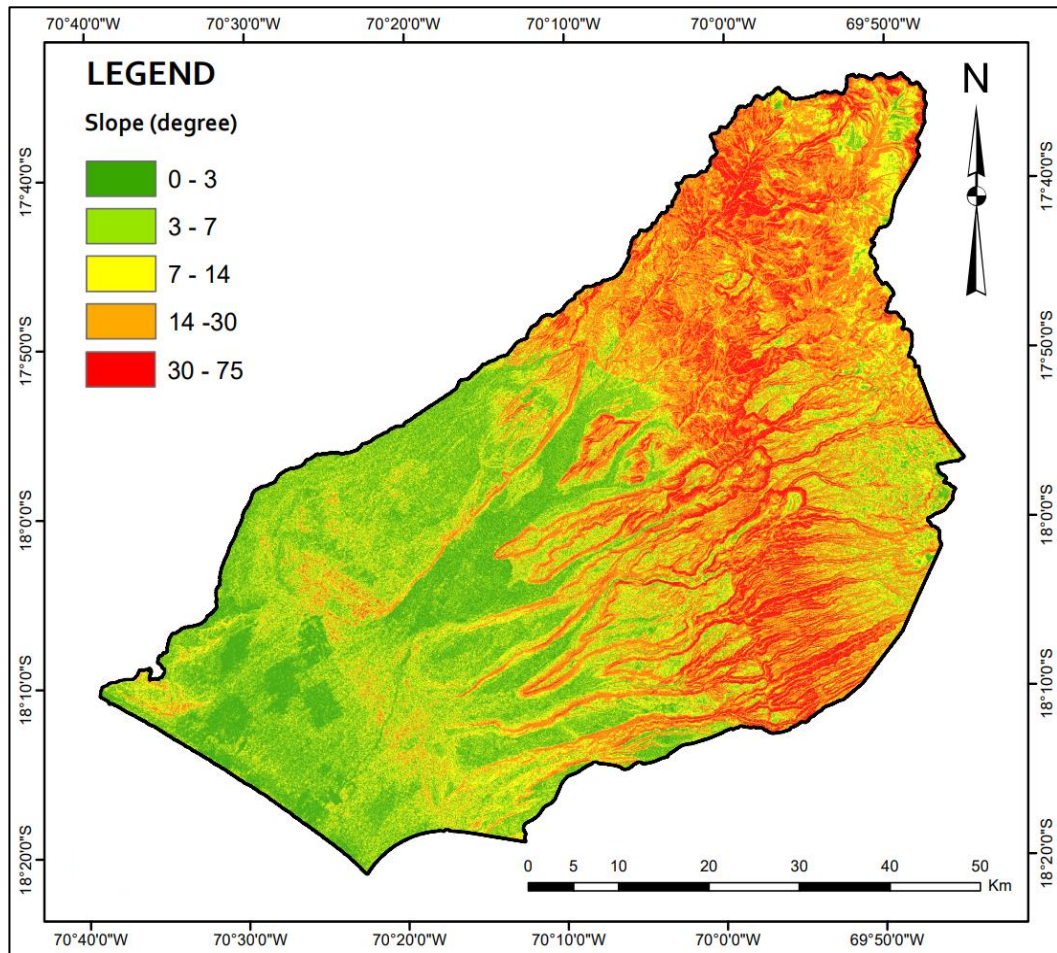 70°40'0"W 70°30'0"W 70°20'0"W 70°10'0"W 70°0'0"W 69°50'0"W
LEGEND
Slope (degree)
0 - 3
3 - 7
7 - 14
14 -30
30 - 75
N
17°40'0"S 17°40'0"S
17°50'0"S 17°50'0"S
18°0'0"S 18°0'0"S
18°10'0"S 18°10'0"S
18°20'0"S 18°20'0"S
0 5 10 20 30 40 50
Km
70°40'0"W 70°30'0"W 70°20'0"W 70°10'0"W 70°0'0"W 69°50'0"W